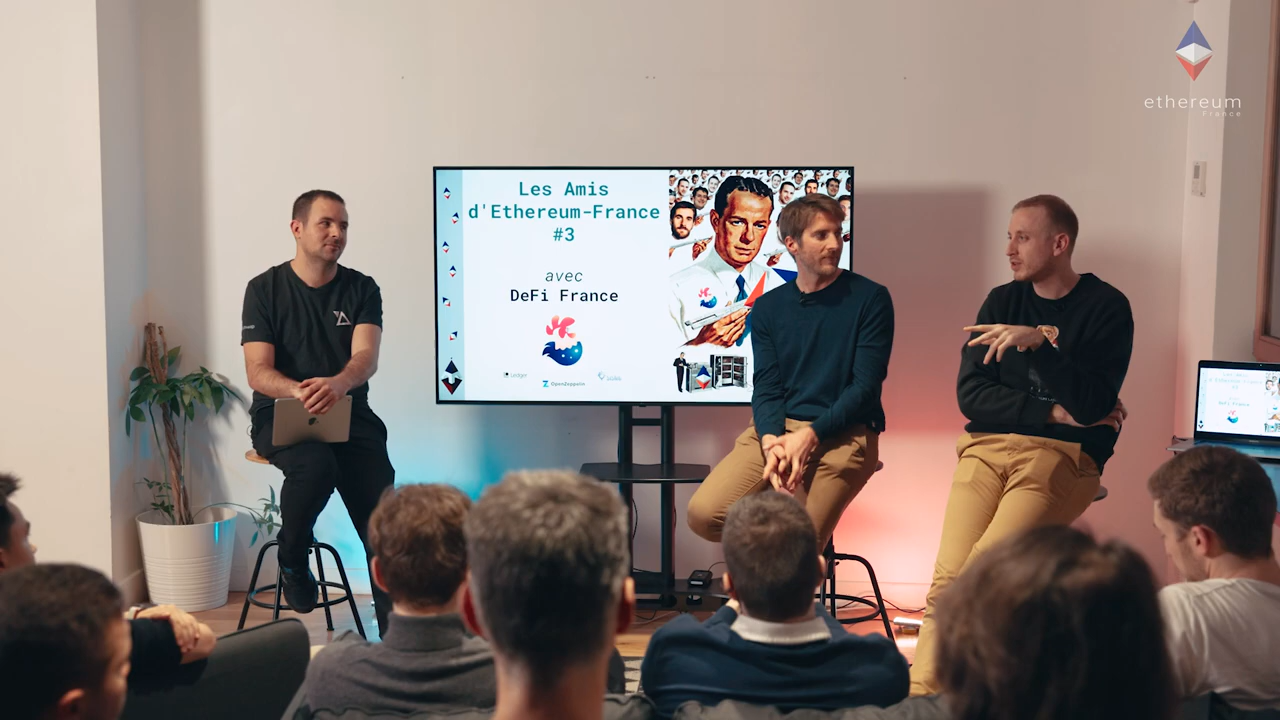 ethereum
France
Les Amis
d'Ethereum-France
#3
avec
DeFi France
Ledger
OpenZeppelin